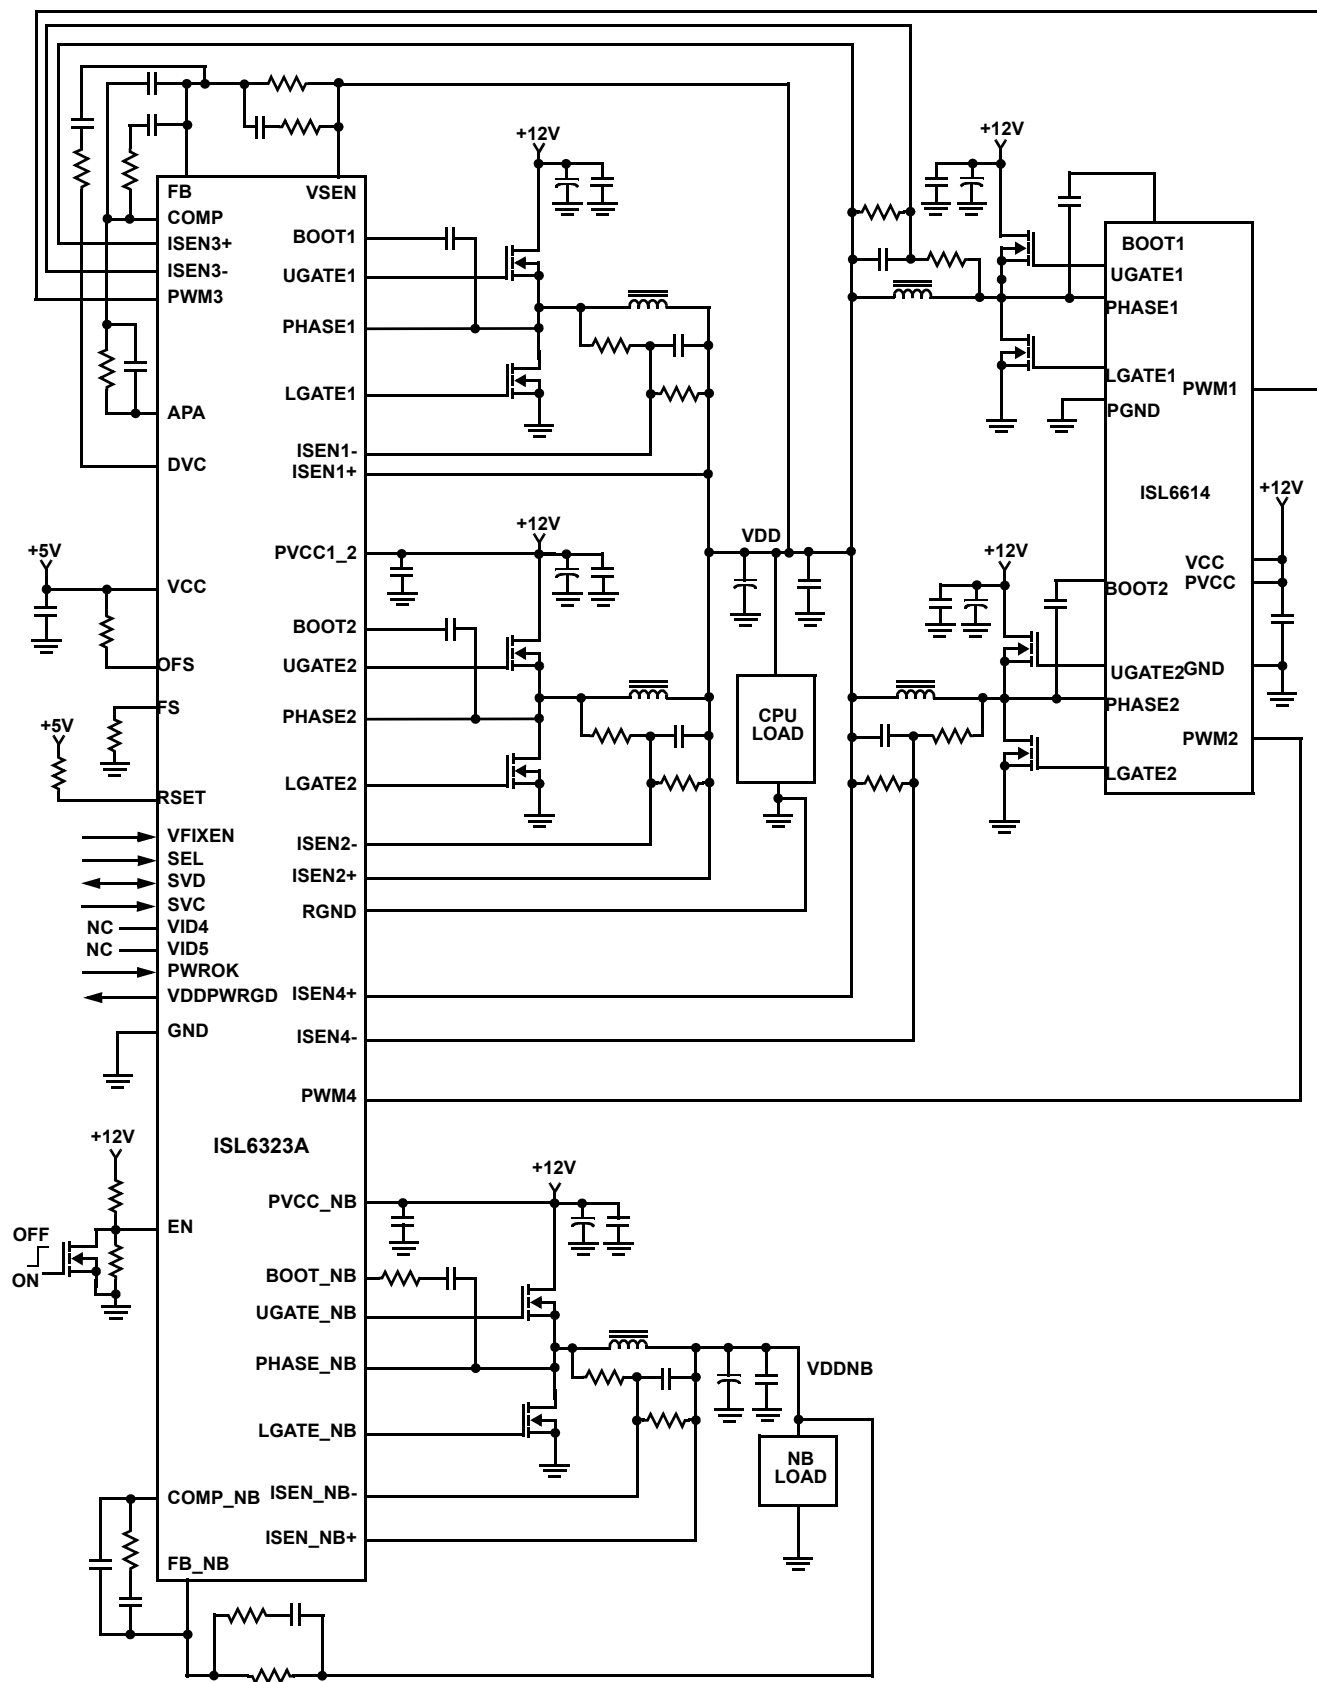 +12V
+12V
FB
VSEN
COMP
BOOT1
ISEN3+
ISEN3-
UGATE1
PWM3
PHASE1
LGATE1
APA
ISEN1-
DVC
ISEN1+
BOOT1
UGATE1
PHASE1
LGATE1
PWM1
PGND
ISL6614
+12V
+12V
+5V
PVCC1_2
VDD
+12V
VCC
VCC
PVCC
BOOT2
BOOT2
OFS
UGATE2
UGATE2
GND
FS
PHASE2
CPU
LOAD
PHASE2
+5V
PWM2
LGATE2
LGATE2
RSET
VFIXEN
ISEN2-
SEL
SVD
ISEN2+
SVC
RGND
NC
VID4
NC
VID5
PWROK
VDDPWRGD
ISEN4+
GND
ISEN4-
PWM4
+12V
ISL6323A
+12V
PVCC_NB
EN
OFF
ON
BOOT_NB
UGATE_NB
PHASE_NB
VDDNB
LGATE_NB
NB
LOAD
COMP_NB
ISEN_NB-
ISEN_NB+
FB_NB